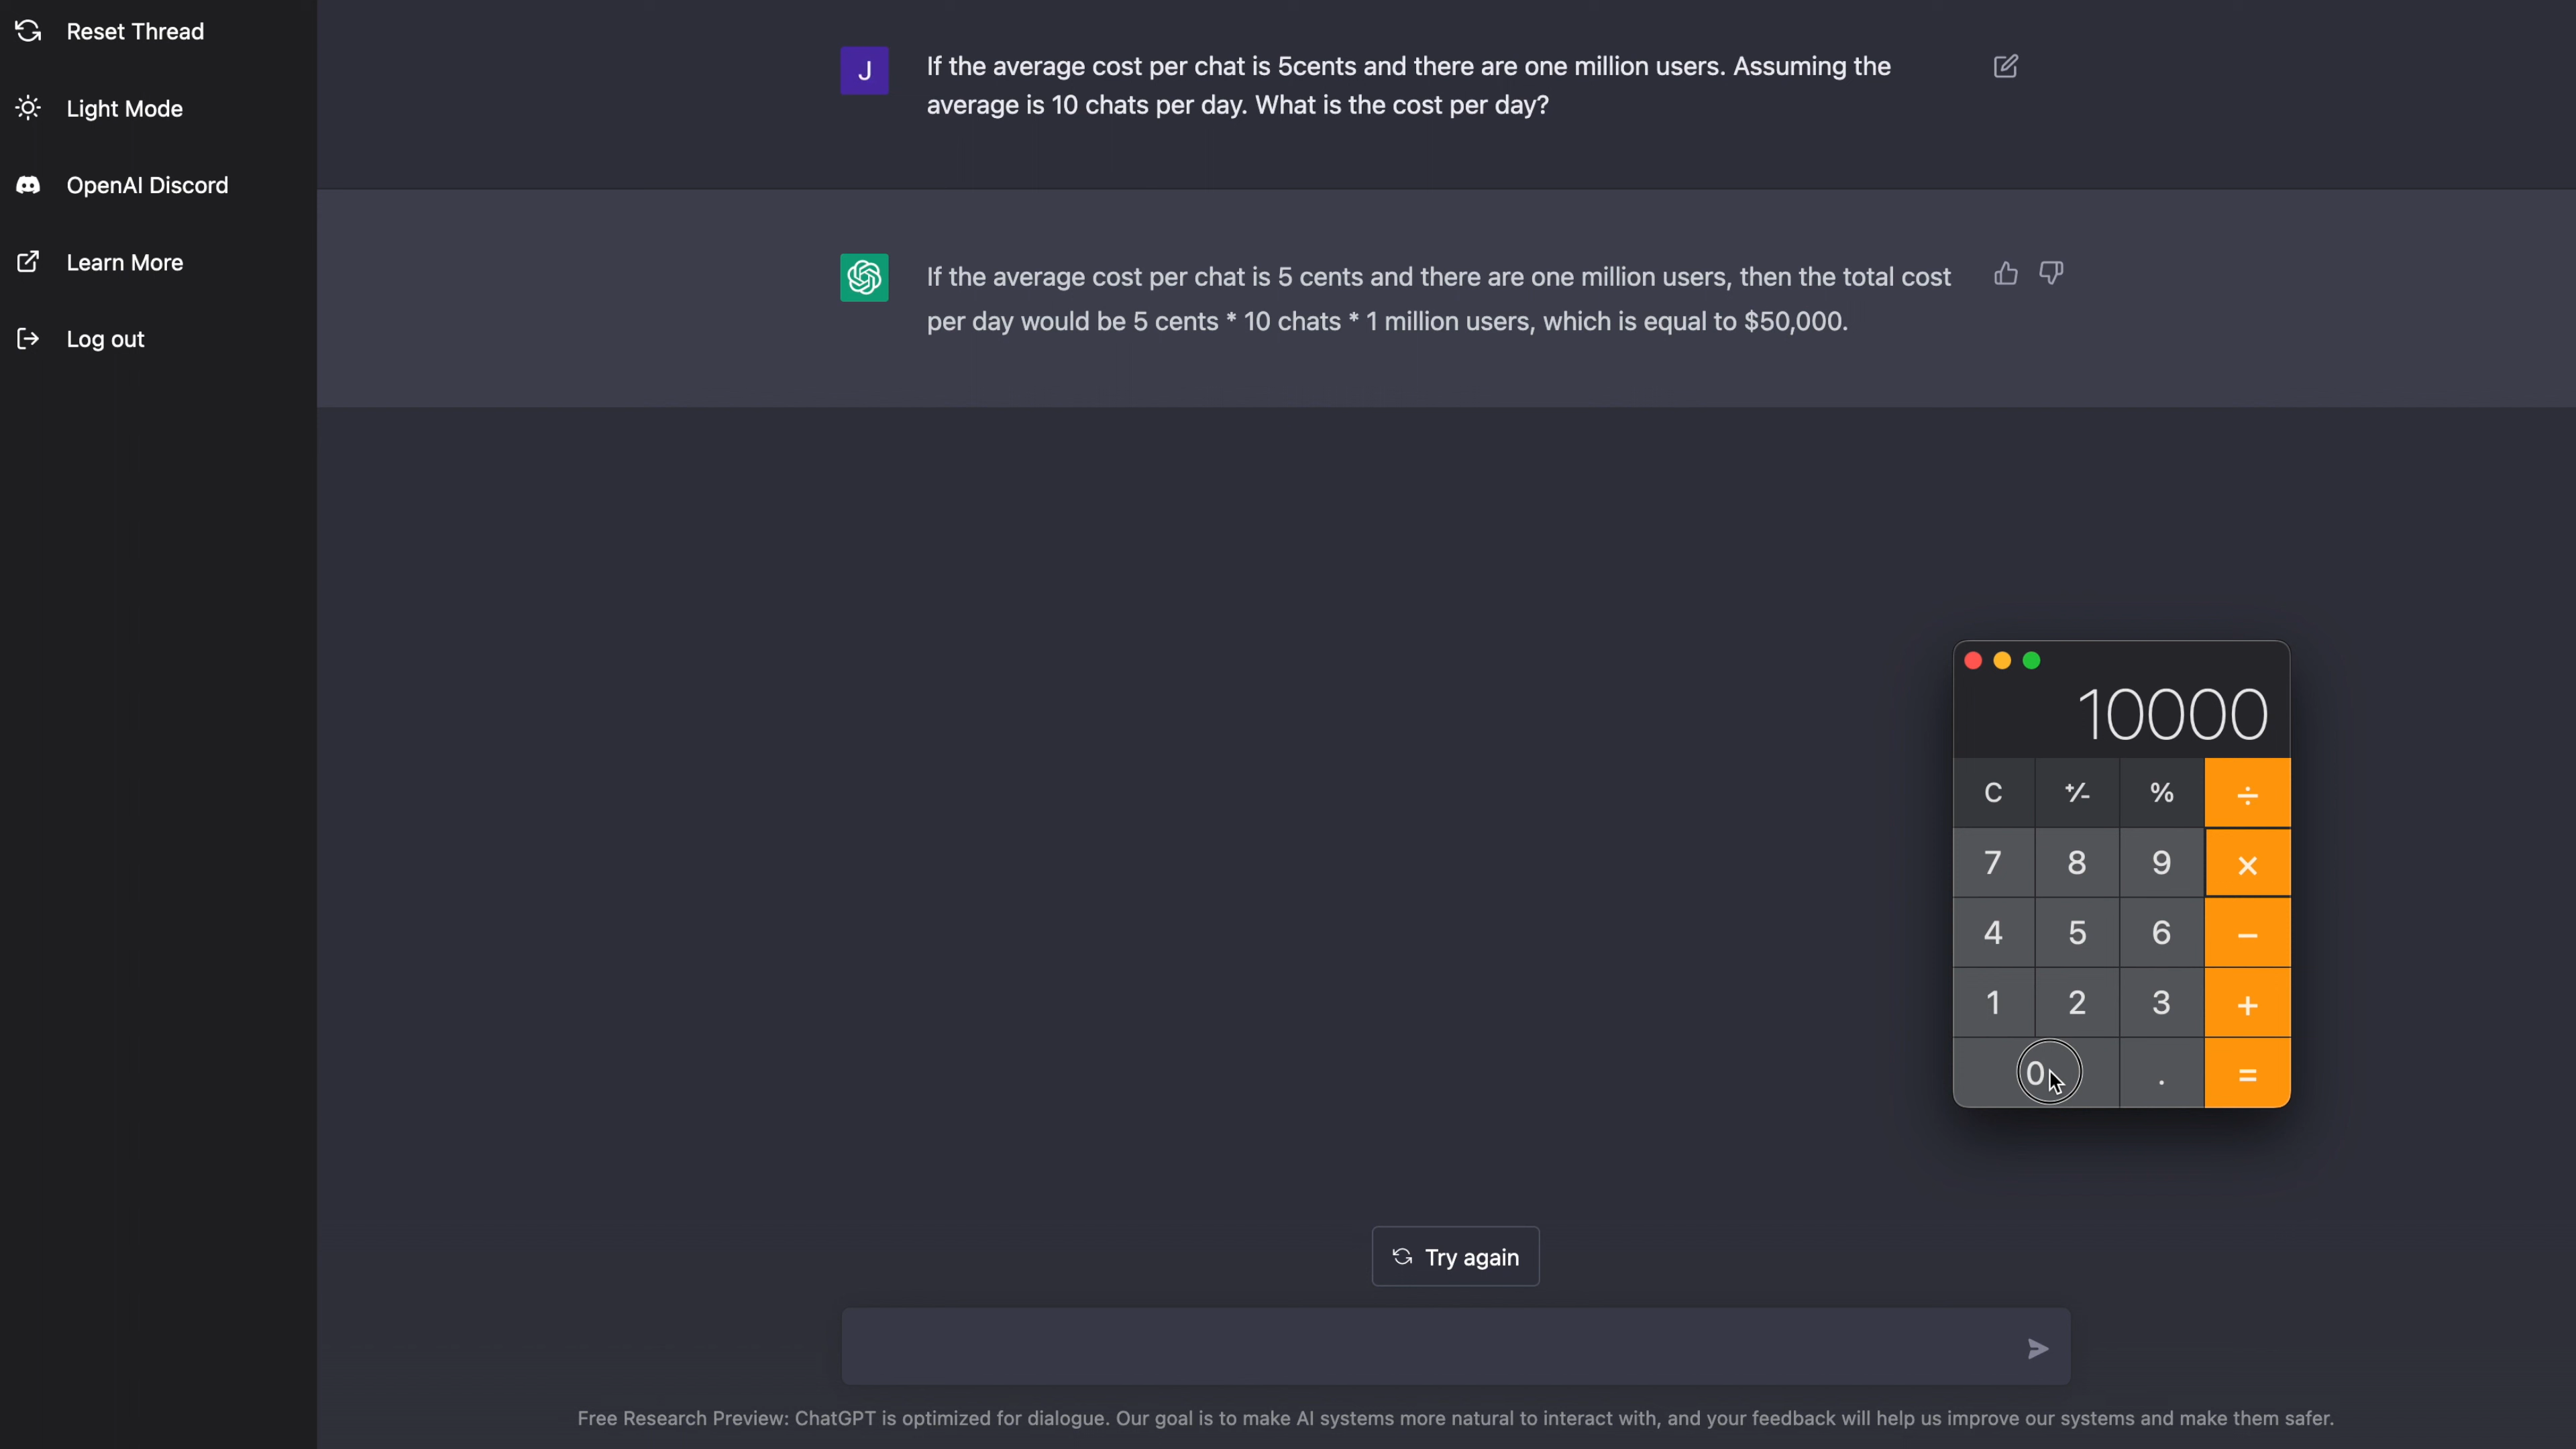 Reset Thread
Light Mode
OpenAI Discord
Learn More
Log out
J
If the average cost per chat is 5cents and there are one million users. Assuming the
average is 10 chats per day. What is the cost per day?
If the average cost per chat is 5 cents and there are one million users, then the total cost
per day would be 5 cents * 10 chats * 1 million users, which is equal to $50,000.
10000
C ⁺∕₋ % ÷
7 8 9 ×
4 5 6 −
1 2 3 +
0 . =
Try again
Free Research Preview: ChatGPT is optimized for dialogue. Our goal is to make AI systems more natural to interact with, and your feedback will help us improve our systems and make them safer.